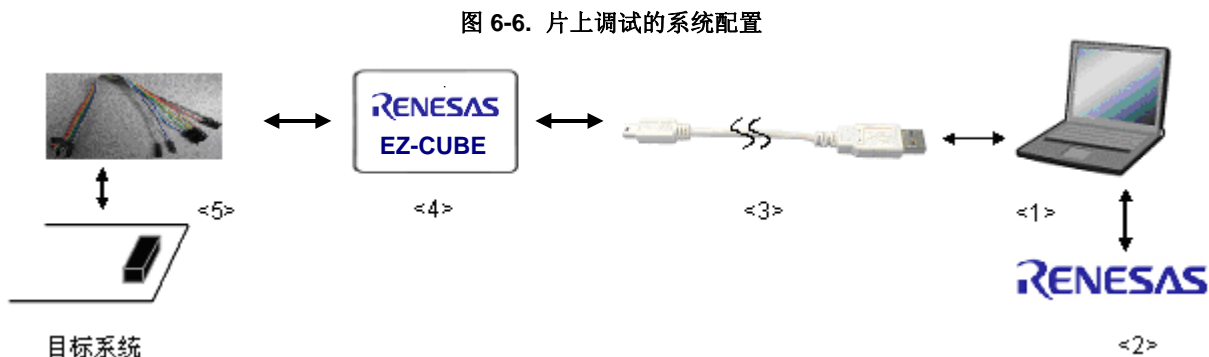 图 6-6. 片上调试的系统配置
RENESAS
EZ-CUBE
<5>
<4>
<3>
<1>
RENESAS
目标系统
<2>